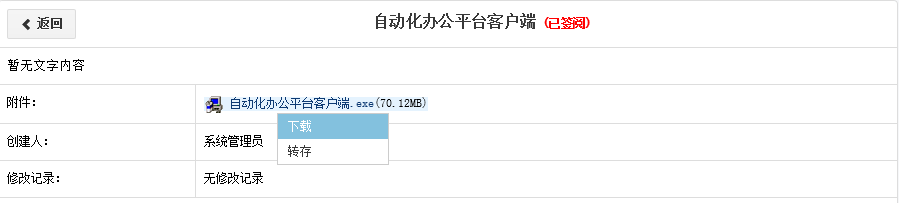 返回
自动化办公平台客户端 (已签阅)
暂无文字内容
附件：
自动化办公平台客户端.exe(70.12MB)
下载
创建人：
系统管理员
转存
修改记录：
无修改记录